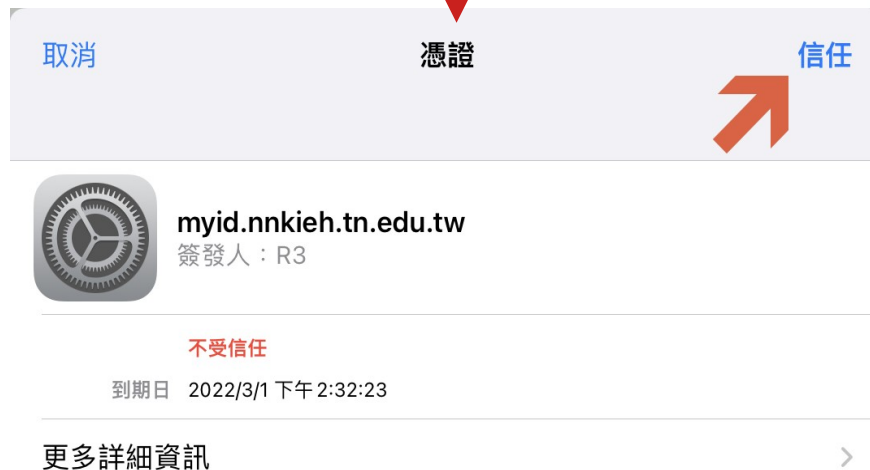 取消 憑證 信任
myid.nnkieh.tn.edu.tw
簽發人：R3
不受信任
到期日 2022/3/1 下午2:32:23
更多詳細資訊